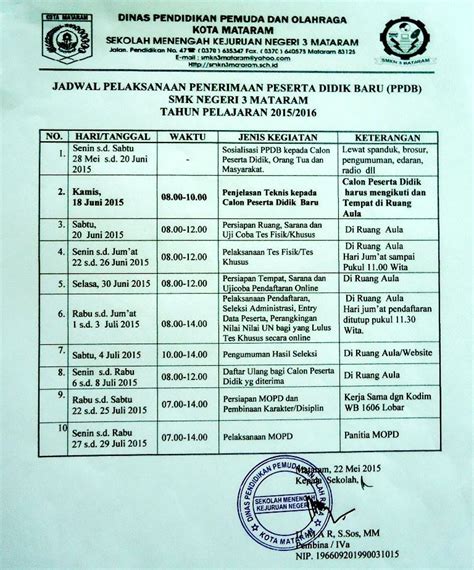 DINAS PENDIDIKAN PEMUDA DAN OLAHRAGA
KOTA MATARAM
SEKOLAH MENENGAH KEJURUAN NEGERI 3 MATARAM
Jalan. Pendidikan No. 47 (0370) 635347 Fax. (0370) 640575 Mataram 83125
E-mail : smkn3mataram@yahoo.com
Http://smkn3mataram.sch.id
KOTA MATARAM
SMKN 3 MATARAM
JADWAL PELAKSANAAN PENERIMAAN PESERTA DIDIK BARU (PPDB)
SMK NEGERI 3 MATARAM
TAHUN PELAJARAN 2015/2016
NO. HARI/TANGGAL WAKTU JENIS KEGIATAN KETERANGAN
1. Senin s.d. Sabtu - Sosialisasi PPDB kepada Calon Lewat spanduk, brosur,
28 Mei s.d. 20 Juni Peserta Didik, Orang Tua dan pengumuman, edaran,
2015 Masyarakat. radio dll
2. Kamis, 08.00-10.00 Penjelasan Teknis kepada Calon Peserta Didik
18 Juni 2015 Calon Peserta Didik Baru harus mengikuti dan
Tempat di Ruang
Aula
3. Sabtu, 08.00-12.00 Persiapan Ruang, Sarana dan Di Ruang Aula
20 Juni 2015 Uji Coba Tes Fisik/Khusus
4. Senin s.d. Jum'at 08.00-12.00 Pelaksanaan Tes Fisik/Tes Di Ruang Aula
22 s.d. 26 Juni 2015 Khusus Hari Jum'at sampai
Pukul 11.00 Wita
5. Selasa, 30 Juni 2015 08.00-12.00 Persiapan Tempat, Sarana dan Di Ruang Aula
Ujicoba Pendaftaran Online
6. Rabu s.d. Jum'at 08.00-14.00 Pelaksanaan Pendaftaran, Di Ruang Aula
1 s.d. 3 Juli 2015 Seleksi Administrasi, Entry Hari jum'at pendaftaran
Data Peserta, Perangkingan ditutup pukul 11.30
Nilai Nilai UN bagi yang Lulus Wita.
Tes Khusus secara online
7. Sabtu, 4 Juli 2015 10.00-14.00 Pengumuman Hasil Seleksi Di Ruang Aula/Website
8. Senin s.d. Rabu 08.00-12.00 Daftar Ulang bagi Calon Peserta Di Ruang Aula
6 s.d. 8 Juli 2015 Didik yg diterima
9. Rabu s.d. Sabtu 07.00-14.00 Persiapan MOPD dan Kerja Sama dgn Kodim
22 s.d. 25 Juli 2015 Pembinaan Karakter/Disiplin WB 1606 Lobar
10 Senin s.d. Rabu 07.00-14.00 Pelaksanaan MOPD Panitia MOPD
27 s.d. 29 Juli 2015
Mataram, 22 Mei 2015
Kepala Sekolah,
DINAS PENDIDIKAN PEMUDA DAN OLAH RAGA
SEKOLAH MENENGAH
KEJURUAN NEGERI 3
KOTA MATARAM
A R, S.Sos, MM
Pembina / IVa
NIP. 196609201990031015